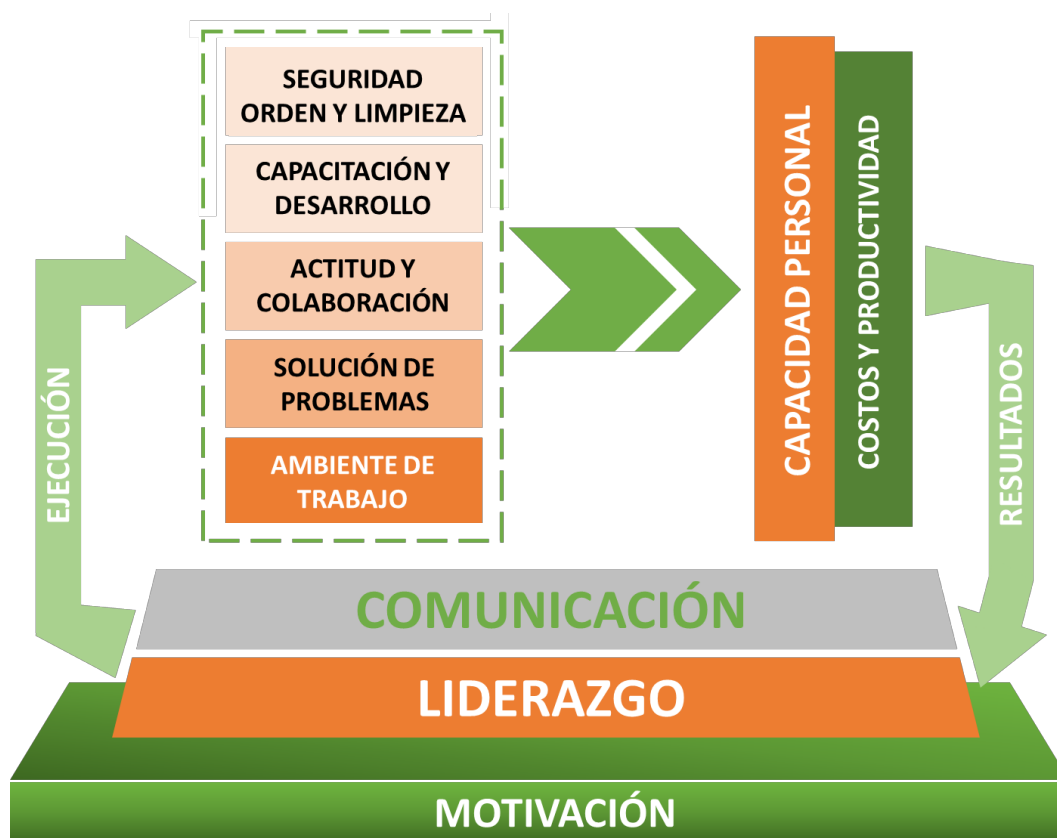 SEGURIDAD
ORDEN Y LIMPIEZA
CAPACITACIÓN Y
DESARROLLO
ACTITUD Y
COLABORACIÓN
SOLUCIÓN DE
PROBLEMAS
AMBIENTE DE
TRABAJO
EJECUCIÓN
CAPACIDAD PERSONAL
COSTOS Y PRODUCTIVIDAD
RESULTADOS
COMUNICACIÓN
LIDERAZGO
MOTIVACIÓN